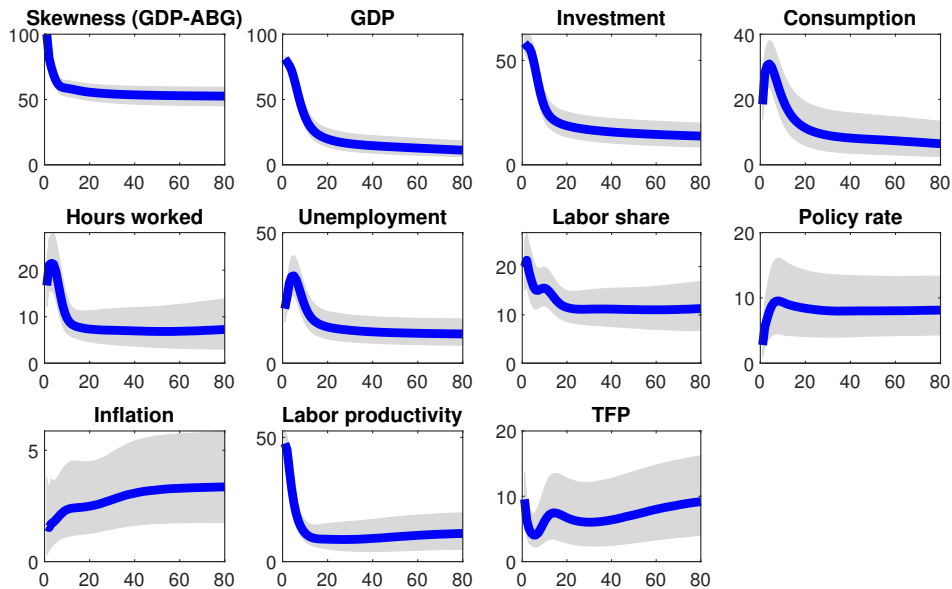 Skewness (GDP-ABG)
100
50
0
0 20 40 60 80
GDP
100
50
0
0 20 40 60 80
Investment
50
0
0 20 40 60 80
Consumption
40
20
0
0 20 40 60 80
Hours worked
20
10
0
0 20 40 60 80
Unemployment
50
0
0 20 40 60 80
Labor share
20
10
0
0 20 40 60 80
Policy rate
20
10
0
0 20 40 60 80
Inflation
5
0
0 20 40 60 80
Labor productivity
50
0
0 20 40 60 80
TFP
20
10
0
0 20 40 60 80